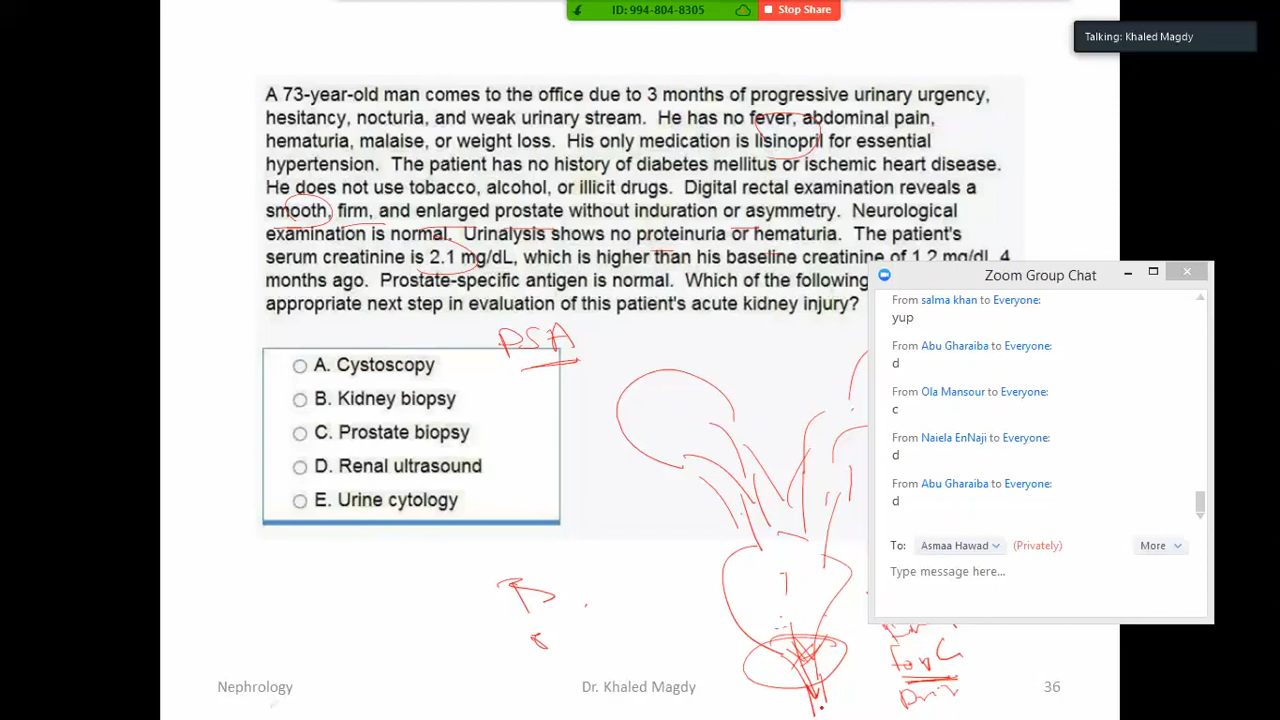 ID: 994-804-8305
Stop Share
Talking: Khaled Magdy
A 73-year-old man comes to the office due to 3 months of progressive urinary urgency,
hesitancy, nocturia, and weak urinary stream. He has no fever, abdominal pain,
hematuria, malaise, or weight loss. His only medication is lisinopril for essential
hypertension. The patient has no history of diabetes mellitus or ischemic heart disease.
He does not use tobacco, alcohol, or illicit drugs. Digital rectal examination reveals a
smooth, firm, and enlarged prostate without induration or asymmetry. Neurological
examination is normal. Urinalysis shows no proteinuria or hematuria. The patient's
serum creatinine is 2.1 mg/dL, which is higher than his baseline creatinine of 1.2 mg/dL 4
months ago. Prostate-specific antigen is normal. Which of the following
appropriate next step in evaluation of this patient's acute kidney injury?
PSA
A. Cystoscopy
B. Kidney biopsy
C. Prostate biopsy
D. Renal ultrasound
E. Urine cytology
Zoom Group Chat
From salma khan to Everyone:
yup
From Abu Gharaiba to Everyone:
d
From Ola Mansour to Everyone:
c
From Naiela EnNaji to Everyone:
d
From Abu Gharaiba to Everyone:
d
To: Asmaa Hawad (Privately) More
Type message here...
Nephrology
Dr. Khaled Magdy
36